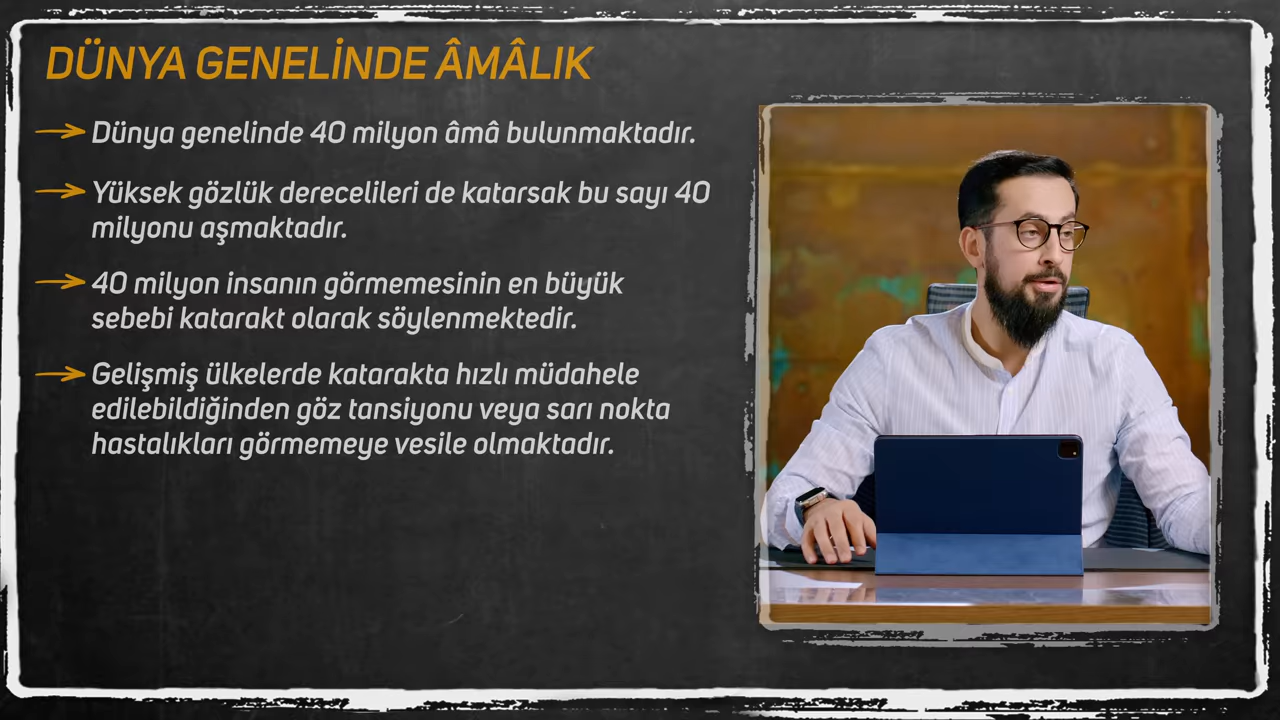 DÜNYA GENELİNDE ÂMÂLIK
Dünya genelinde 40 milyon âmâ bulunmaktadır.
Yüksek gözlük derecelileri de katarsak bu sayı 40
milyonu aşmaktadır.
40 milyon insanın görmemesinin en büyük
sebebi katarakt olarak söylenmektedir.
Gelişmiş ülkelerde katarakta hızlı müdahele
edilebildiğinden göz tansiyonu veya sarı nokta
hastalıkları görmemeye vesile olmaktadır.